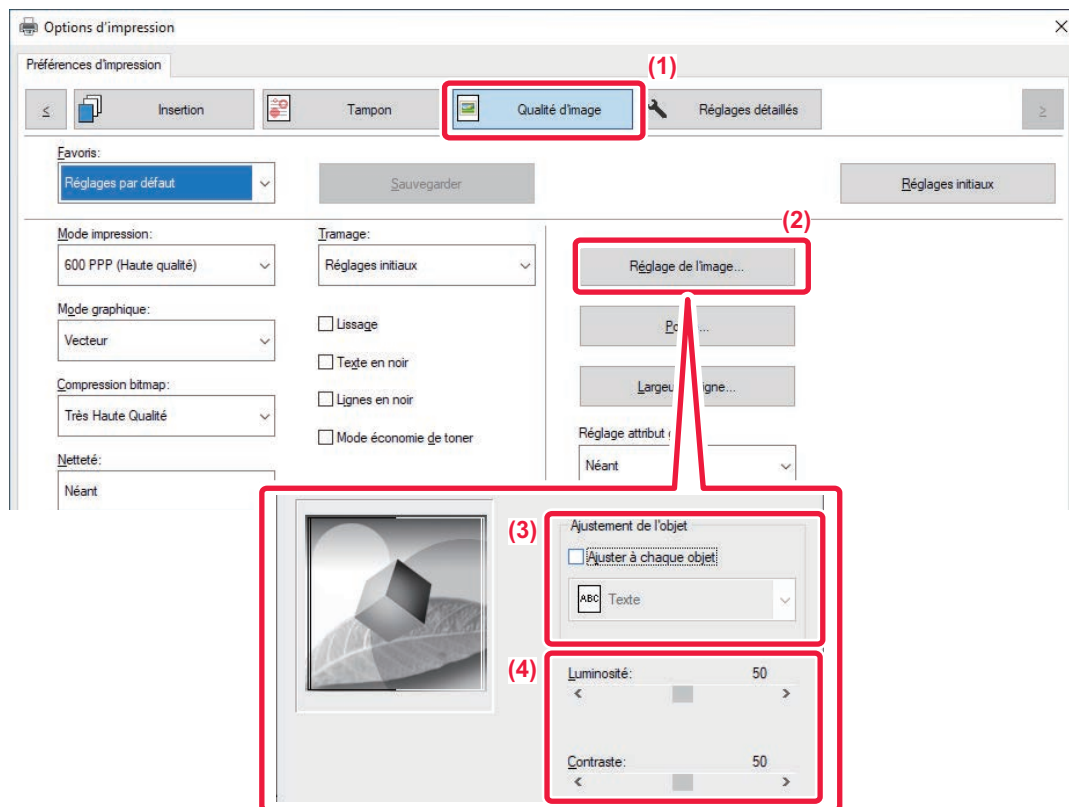 Options d'impression
Préférences d'impression
(1)
<
Insertion
Tampon
Qualité d'image
Réglages détaillés
>
Favoris:
Réglages par défaut
Sauvegarder
Réglages initiaux
(2)
Mode impression:
600 PPP (Haute qualité)
Tramage:
Réglages initiaux
Réglage de l'image...
Mode graphique:
Vecteur
Lissage
Texte en noir
Compression bitmap:
Très Haute Qualité
Lignes en noir
Mode économie de toner
Réglage attribut
Néant
Netteté:
Néant
(3)
Ajustement de l'objet
Ajuster à chaque objet
ABC Texte
(4)
Luminosité: 50
< >
Contraste: 50
< >